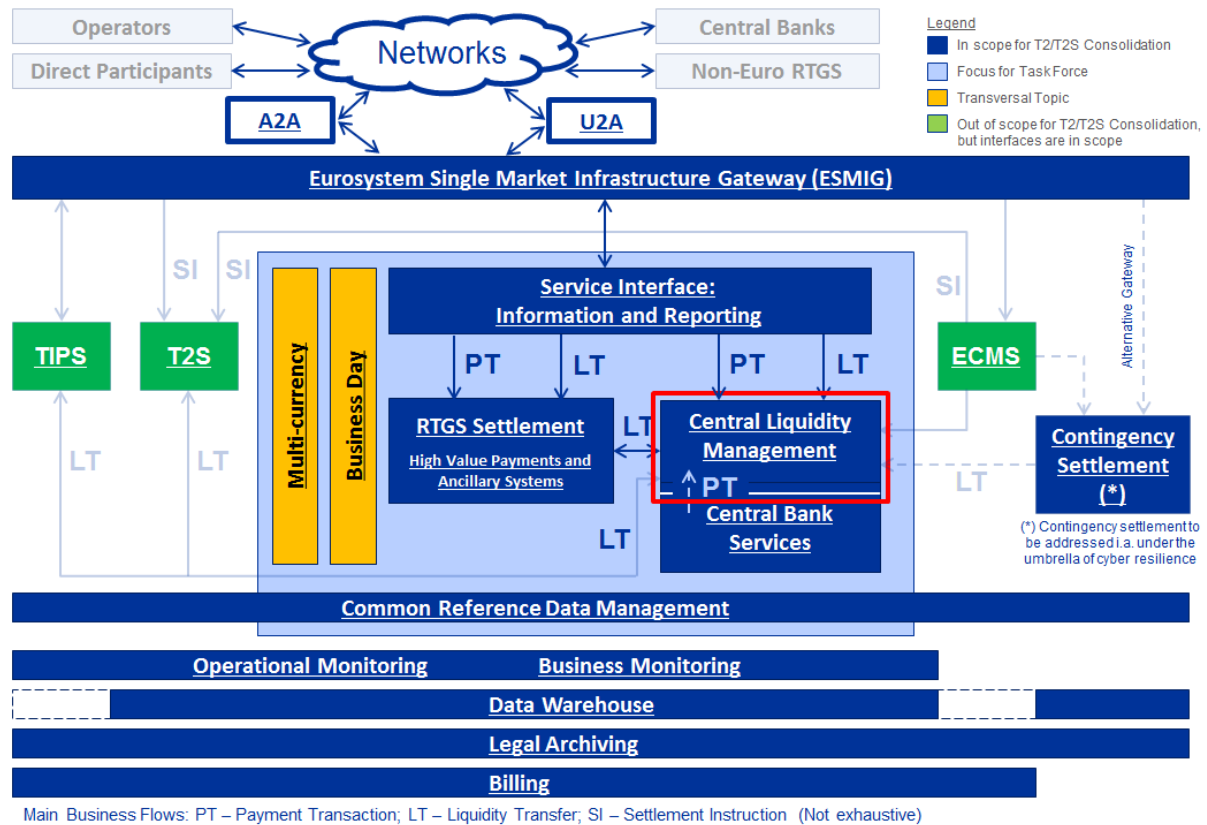 Operators
Direct Participants
Networks
Central Banks
Non-Euro RTGS
Legend
In scope for T2/T2S Consolidation
Focus for Task Force
Transversal Topic
Out of scope for T2/T2S Consolidation,
but interfaces are in scope
A2A
U2A
Eurosystem Single Market Infrastructure Gateway (ESMIG)
SI
SI
SI
Alternative Gateway
Multi-currency
Business Day
Service Interface:
Information and Reporting
TIPS
T2S
ECMS
PT
LT
PT
LT
RTGS Settlement
High Value Payments and
Ancillary Systems
LT
Central Liquidity
Management
PT
Central Bank
Services
Contingency
Settlement
(*)
LT
LT
LT
LT
(*) Contingency settlement to
be addressed i.a. under the
umbrella of cyber resilience
Common Reference Data Management
Operational Monitoring
Business Monitoring
Data Warehouse
Legal Archiving
Billing
Main Business Flows: PT – Payment Transaction; LT – Liquidity Transfer; SI – Settlement Instruction (Not exhaustive)